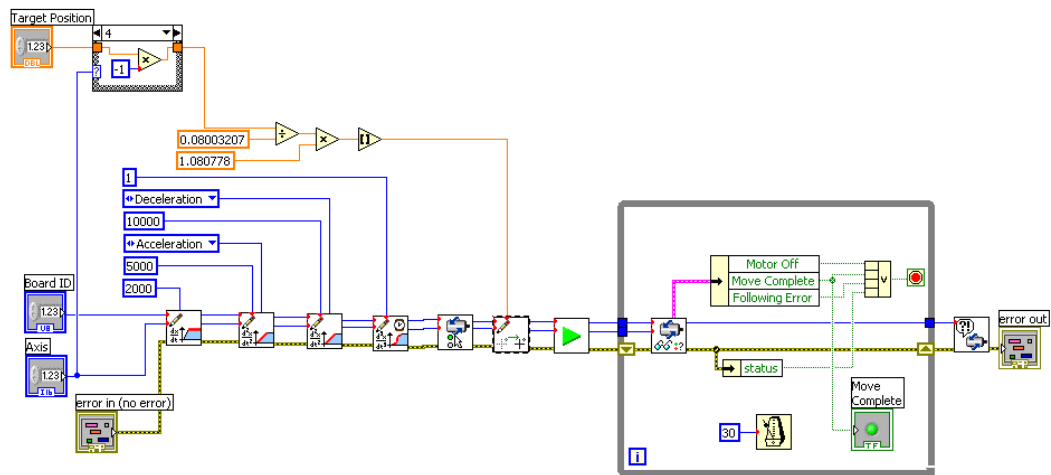 Target Position
1.23
DBL
4
?
-1
0.08003207
1.080778
1
Deceleration
10000
Acceleration
5000
2000
Board ID
1.23
U8
Axis
1.23
error in (no error)
Motor Off
Move Complete
Following Error
status
error out
Move
Complete
TF
30
i